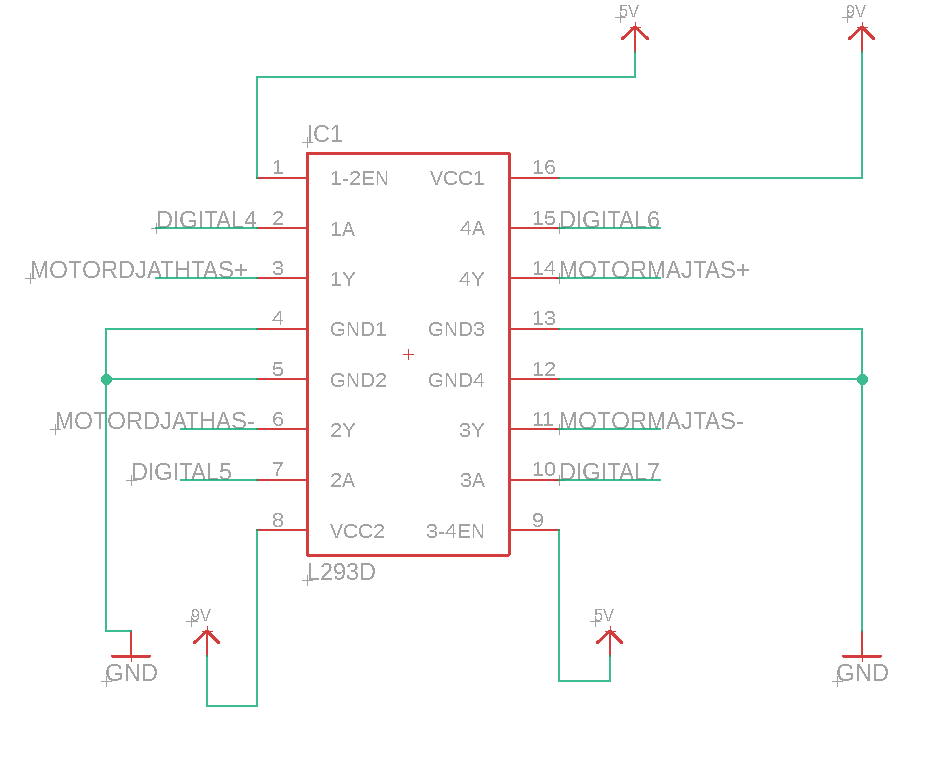 5V
9V
IC1
1 1-2EN VCC1 16
DIGITAL4 2 1A 4A 15 DIGITAL6
MOTORDJATHTAS+ 3 1Y 4Y 14 MOTORMAJTAS+
4 GND1 GND3 13
5 GND2 GND4 12
MOTORDJATHAS- 6 2Y 3Y 11 MOTORMAJTAS-
DIGITAL5 7 2A 3A 10 DIGITAL7
8 VCC2 3-4EN 9
L293D
9V
5V
GND
GND